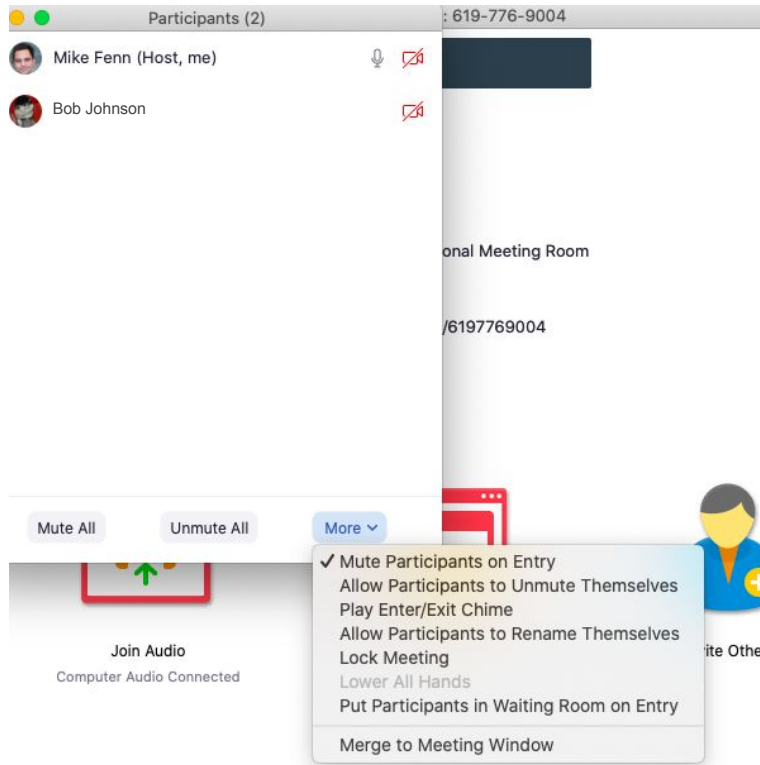 Participants (2)
: 619-776-9004
Mike Fenn (Host, me)
Bob Johnson
onal Meeting Room
/6197769004
Mute All
Unmute All
More
Mute Participants on Entry
Allow Participants to Unmute Themselves
Play Enter/Exit Chime
Allow Participants to Rename Themselves
Lock Meeting
Lower All Hands
Put Participants in Waiting Room on Entry
Merge to Meeting Window
Join Audio
Computer Audio Connected
ite Othe